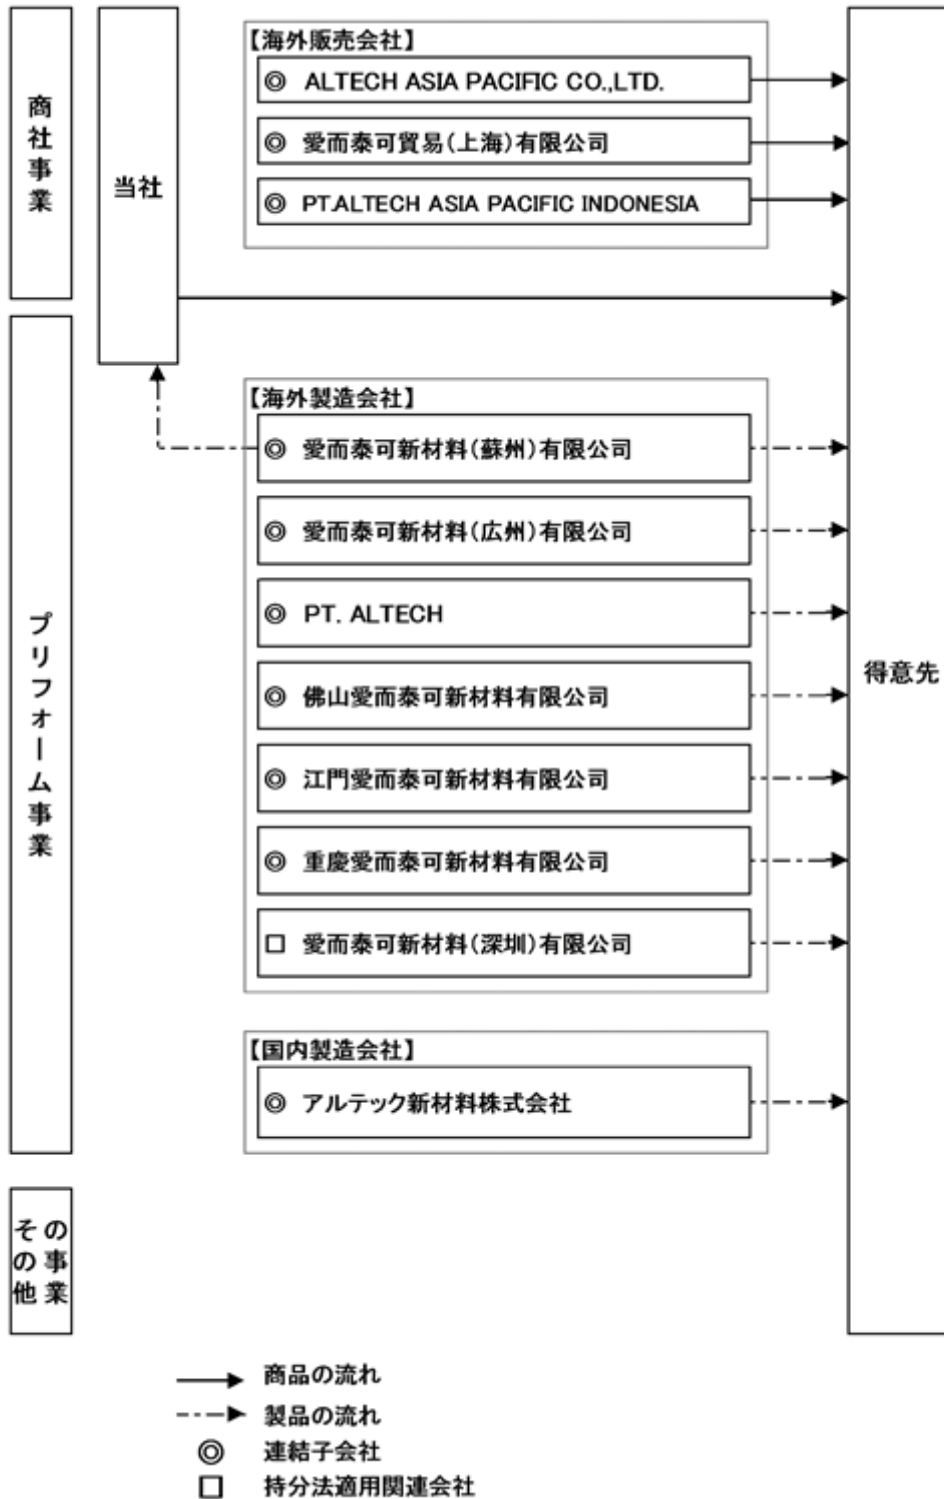 商社事業
当社
【海外販売会社】
◎ ALTECH ASIA PACIFIC CO.,LTD.
◎ 愛而泰可貿易(上海)有限公司
◎ PT.ALTECH ASIA PACIFIC INDONESIA
プリフォーム事業
【海外製造会社】
◎ 愛而泰可新材料(蘇州)有限公司
◎ 愛而泰可新材料(広州)有限公司
◎ PT. ALTECH
◎ 佛山愛而泰可新材料有限公司
◎ 江門愛而泰可新材料有限公司
◎ 重慶愛而泰可新材料有限公司
□ 愛而泰可新材料(深圳)有限公司
【国内製造会社】
◎ アルテック新材料株式会社
得意先
その他
の事業
商品の流れ
製品の流れ
◎ 連結子会社
□ 持分法適用関連会社